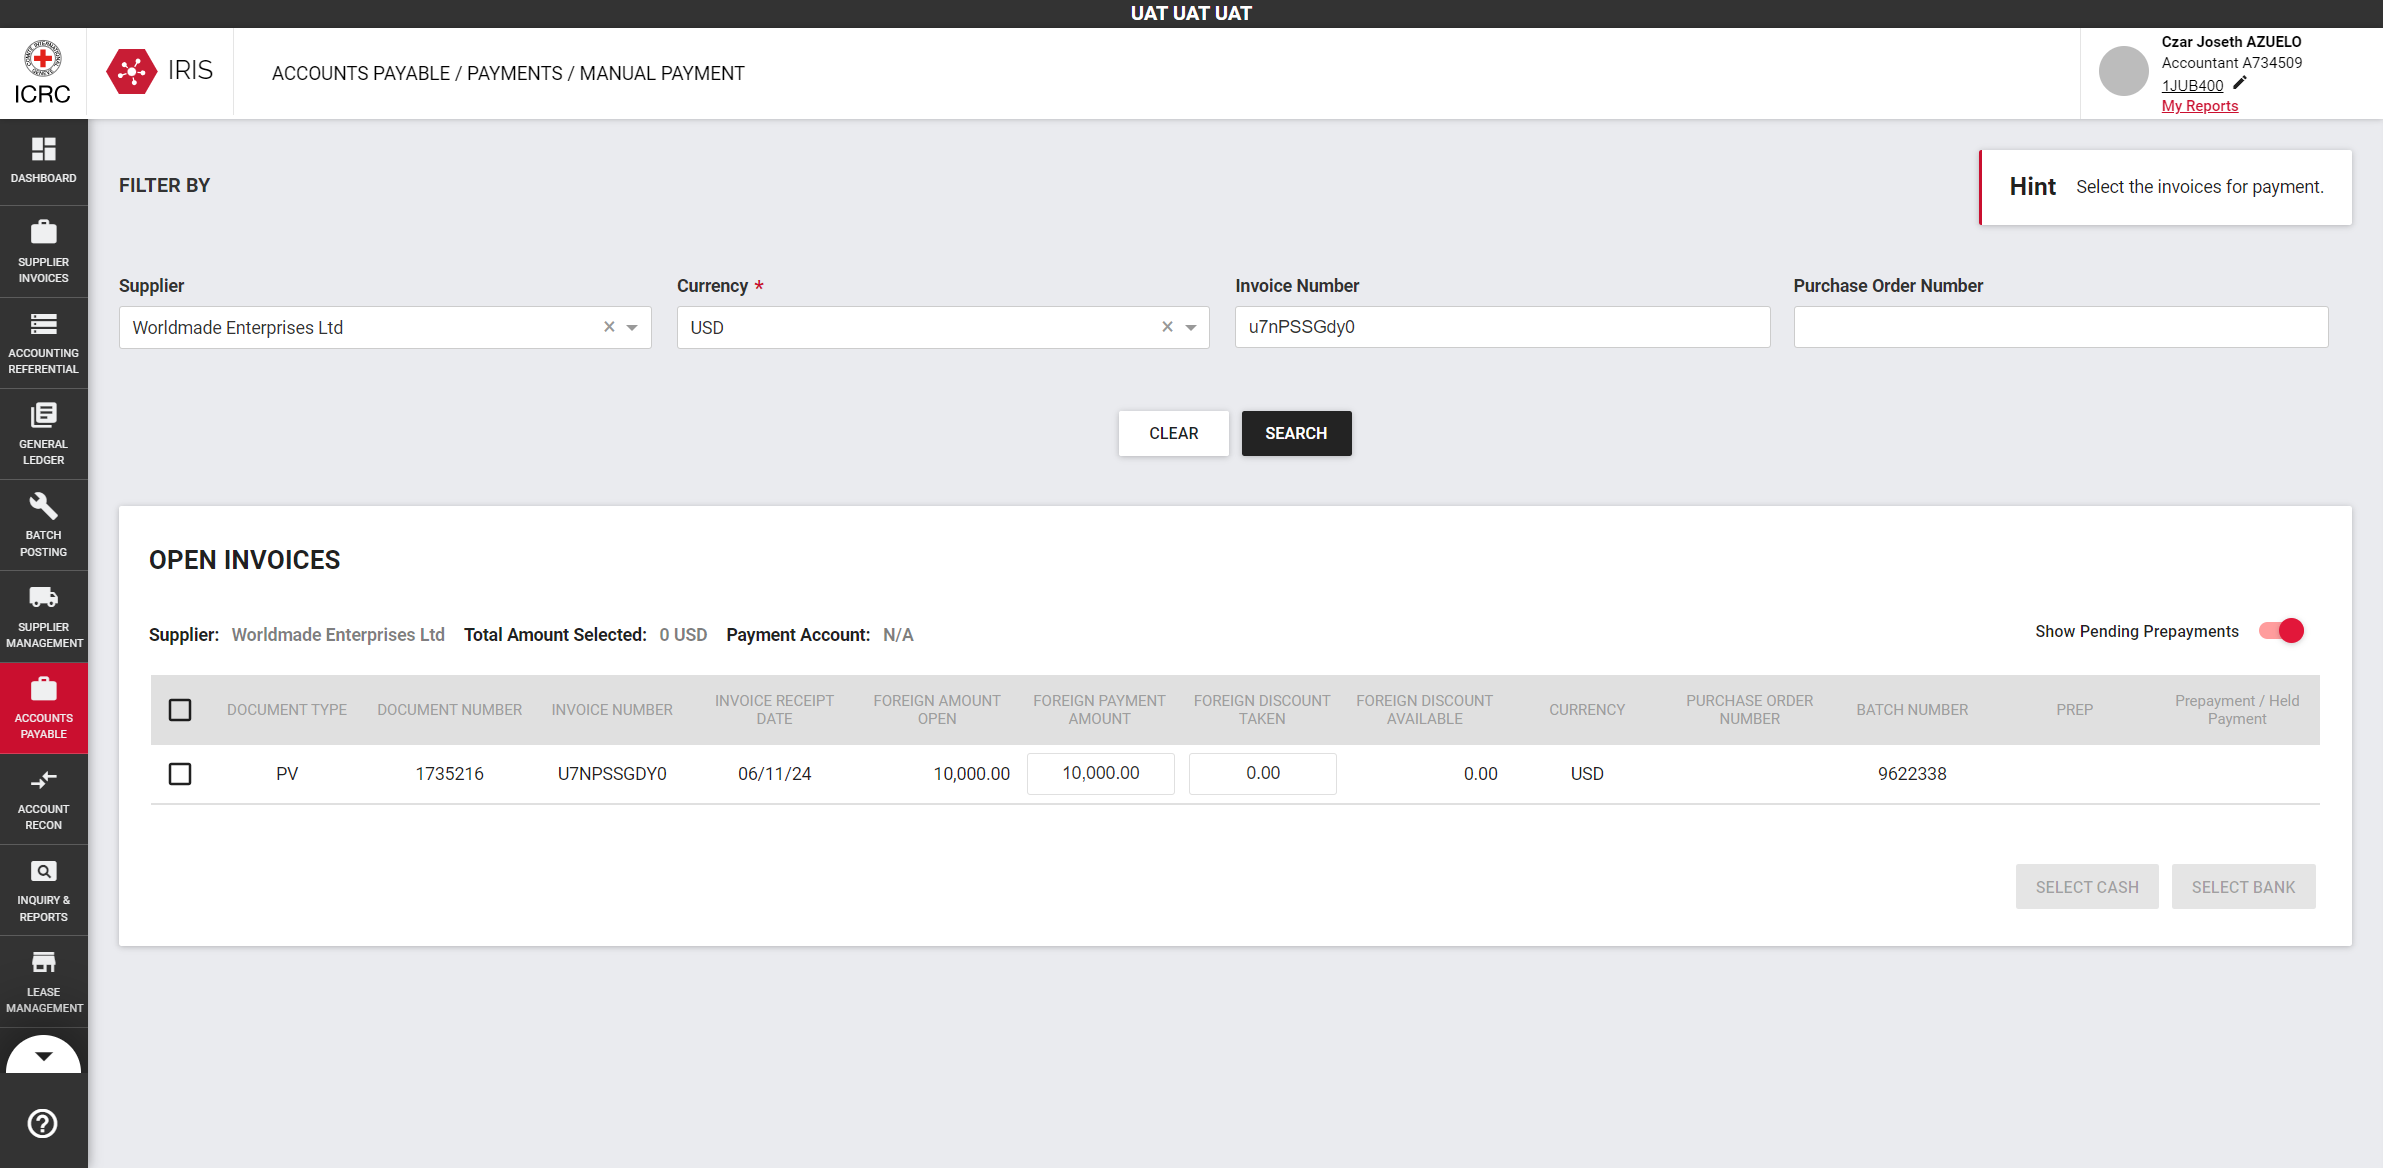 UAT UAT UAT
ICRC
IRIS
ACCOUNTS PAYABLE / PAYMENTS / MANUAL PAYMENT
Czar Joseth AZUELO
Accountant A734509
1JUB400
My Reports
DASHBOARD
SUPPLIER
INVOICES
ACCOUNTING
REFERENTIAL
GENERAL
LEDGER
BATCH
POSTING
SUPPLIER
MANAGEMENT
ACCOUNTS
PAYABLE
ACCOUNT
RECON
INQUIRY &
REPORTS
LEASE
MANAGEMENT
FILTER BY
Hint Select the invoices for payment.
Supplier Currency * Invoice Number Purchase Order Number
Worldmade Enterprises Ltd USD u7nPSSGdy0
CLEAR SEARCH
OPEN INVOICES
Supplier: Worldmade Enterprises Ltd Total Amount Selected: 0 USD Payment Account: N/A
Show Pending Prepayments
DOCUMENT TYPE
DOCUMENT NUMBER
INVOICE NUMBER
INVOICE RECEIPT
DATE
FOREIGN AMOUNT
OPEN
FOREIGN PAYMENT
AMOUNT
FOREIGN DISCOUNT
TAKEN
FOREIGN DISCOUNT
AVAILABLE
CURRENCY
PURCHASE ORDER
NUMBER
BATCH NUMBER
PREP
Prepayment / Held
Payment
PV 1735216 U7NPSSGDY0 06/11/24 10,000.00 10,000.00 0.00 0.00 USD 9622338
SELECT CASH SELECT BANK